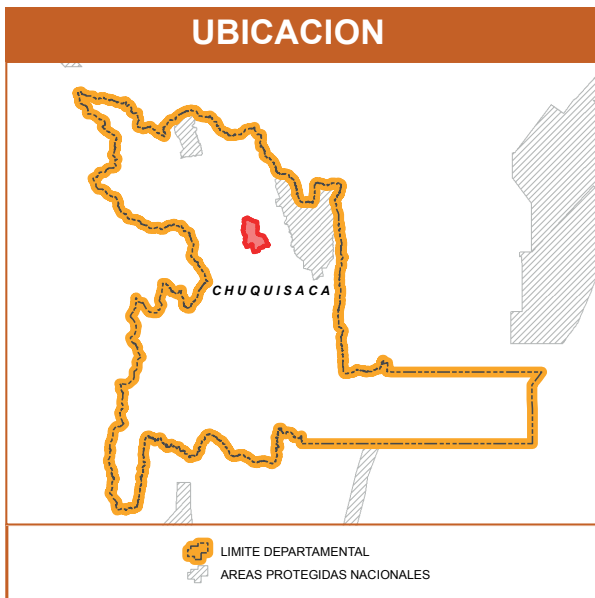 UBICACION
CHUQUISACA
LIMITE DEPARTAMENTAL
AREAS PROTEGIDAS NACIONALES